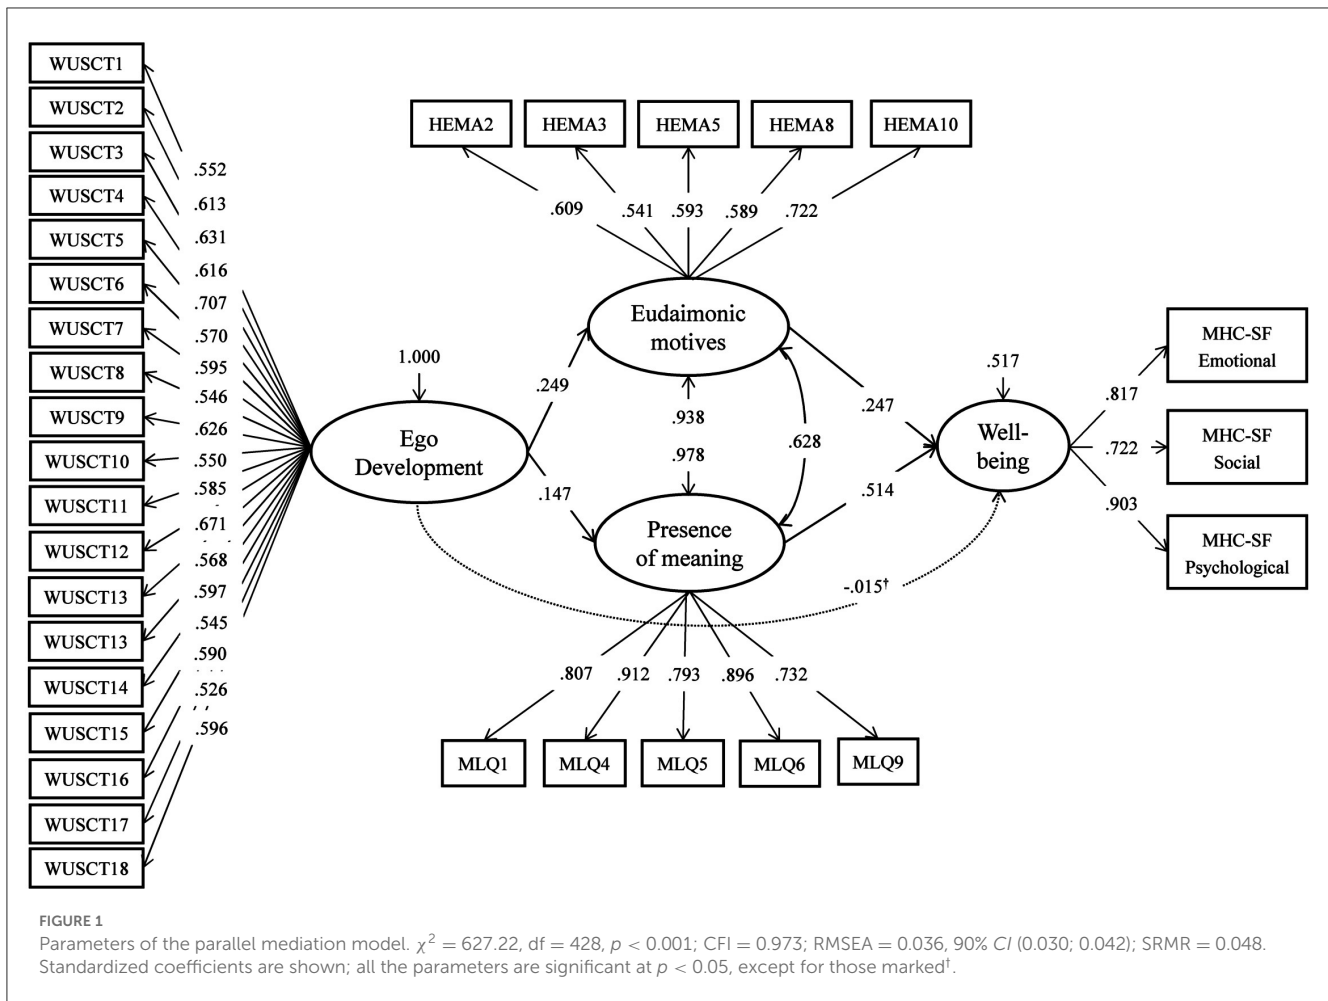 WUSCT1
WUSCT2
WUSCT3
WUSCT4
WUSCT5
WUSCT6
WUSCT7
WUSCT8
WUSCT9
WUSCT10
WUSCT11
WUSCT12
WUSCT13
WUSCT13
WUSCT14
WUSCT15
WUSCT16
WUSCT17
WUSCT18
.552
.613
.631
.616
.707
.570
.595
.546
.626
.550
.585
.671
.568
.597
.545
.590
.526
.596
1.000
Ego
Development
.249
.147
HEMA2
HEMA3
HEMA5
HEMA8
HEMA10
.609
.541
.593
.589
.722
Eudaimonic
motives
.938
.978
.628
Presence
of meaning
.807
.912
.793
.896
.732
MLQ1
MLQ4
MLQ5
MLQ6
MLQ9
.247
.514
-.015†
.517
Well-
being
.817
.722
.903
MHC-SF
Emotional
MHC-SF
Social
MHC-SF
Psychological
FIGURE 1
Parameters of the parallel mediation model. χ² = 627.22, df = 428, p < 0.001; CFI = 0.973; RMSEA = 0.036, 90% CI (0.030; 0.042); SRMR = 0.048.
Standardized coefficients are shown; all the parameters are significant at p < 0.05, except for those marked†.